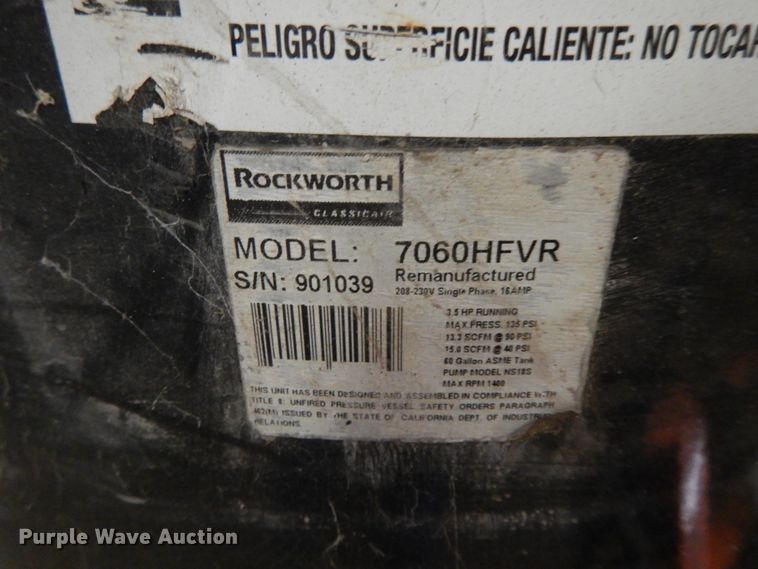 PELIGRO SUPERFICIE CALIENTE: NO TOCAR
ROCKWORTH
CLASSICAIR
MODEL: 7060HFVR
S/N: 901039 Remanufactured
208-230V Single Phase, 16AMP
3.5 HP RUNNING
MAX PRESS. 135 PSI
13.3 SCFM @ 90 PSI
15.0 SCFM @ 40 PSI
60 Gallon ASME Tank
PUMP MODEL NS18S
MAX RPM 1400
THIS UNIT HAS BEEN DESIGNED AND ASSEMBLED IN COMPLIANCE WITH
TITLE 8: UNFIRED PRESSURE VESSEL SAFETY ORDERS PARAGRAPH
462(M) ISSUED BY THE STATE OF CALIFORNIA DEPT. OF INDUSTRIAL
RELATIONS.
Purple Wave Auction